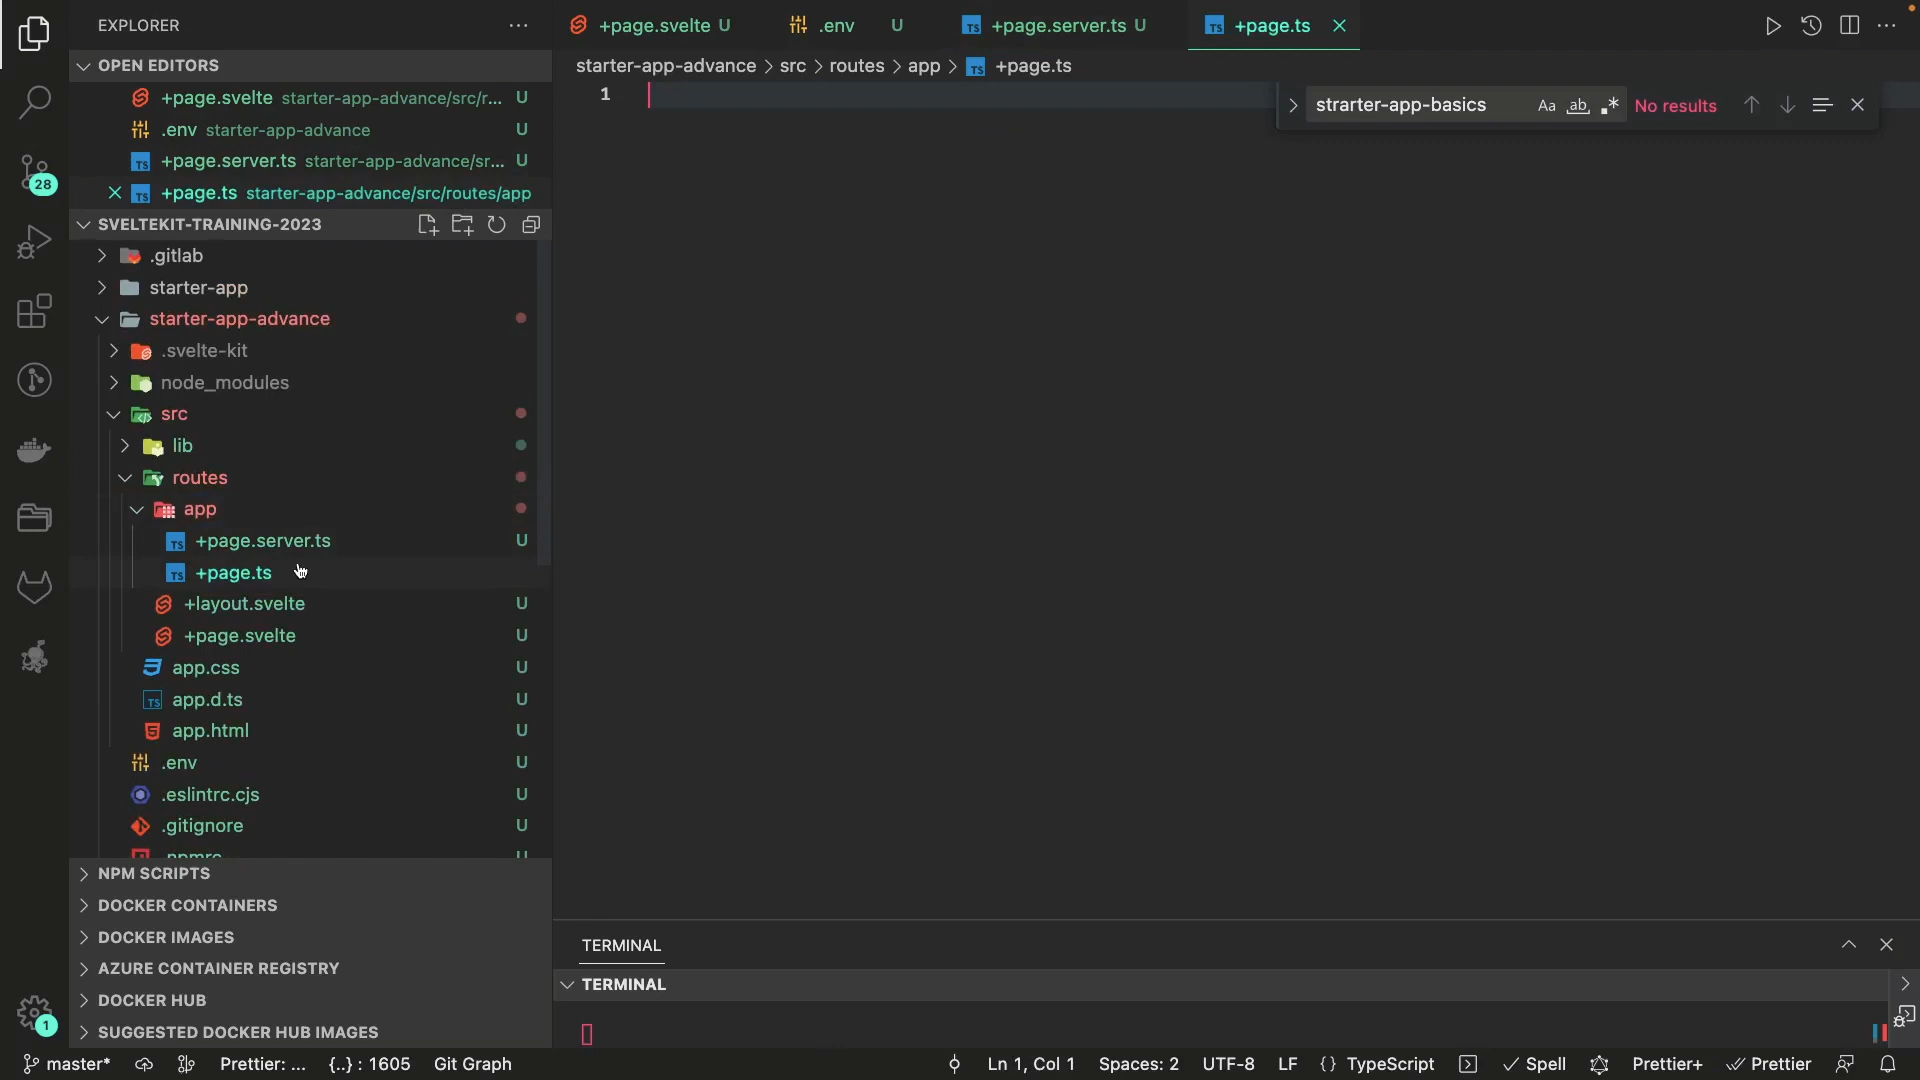 EXPLORER
OPEN EDITORS
+page.svelte starter-app-advance/src/r... U
.env starter-app-advance U
+page.server.ts starter-app-advance/sr... U
+page.ts starter-app-advance/src/routes/app
SVELTEKIT-TRAINING-2023
.gitlab
starter-app
starter-app-advance
.svelte-kit
node_modules
src
lib
routes
app
+page.server.ts U
+page.ts
+layout.svelte U
+page.svelte U
app.css U
app.d.ts U
app.html U
.env U
.eslintrc.cjs U
.gitignore U
.npmrc U
NPM SCRIPTS
DOCKER CONTAINERS
DOCKER IMAGES
AZURE CONTAINER REGISTRY
DOCKER HUB
SUGGESTED DOCKER HUB IMAGES
28
1
+page.svelte U .env U +page.server.ts U +page.ts
starter-app-advance > src > routes > app > +page.ts
1
strarter-app-basics Aa ab .* No results
TERMINAL
TERMINAL
master* Prettier: ... {..} : 1605 Git Graph Ln 1, Col 1 Spaces: 2 UTF-8 LF {} TypeScript Spell Prettier+ Prettier